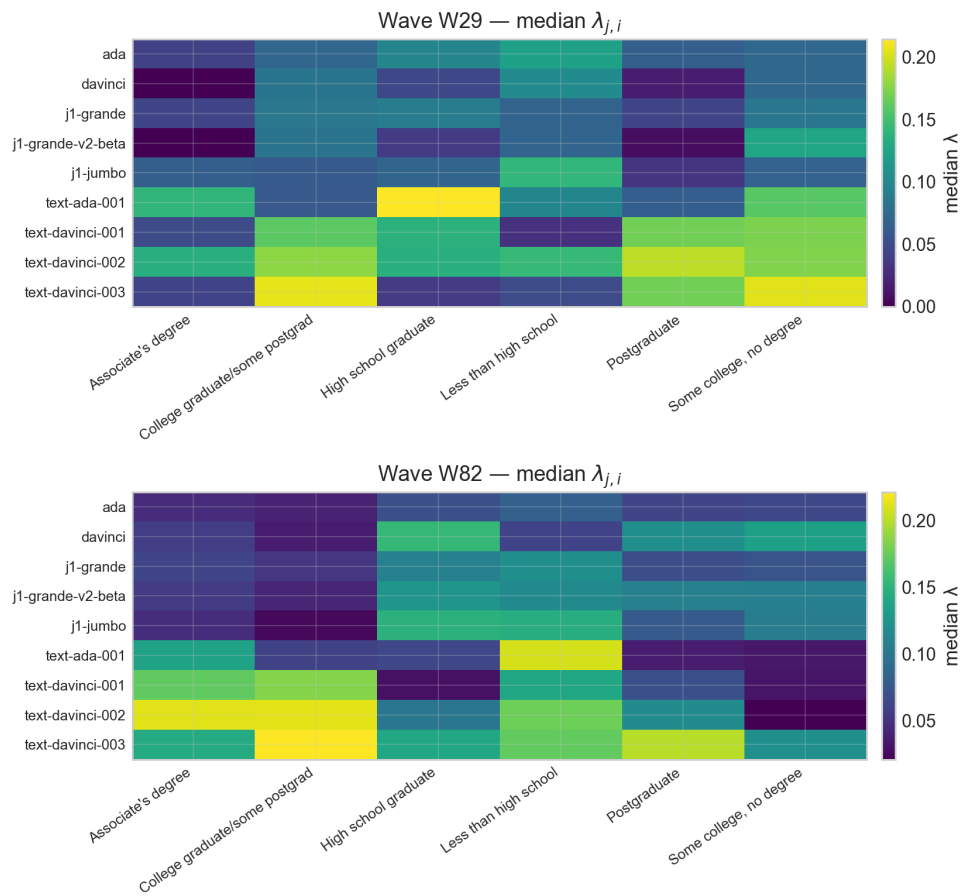 Wave W29 — median λ_{j, i}
ada
davinci
j1-grande
j1-grande-v2-beta
j1-jumbo
text-ada-001
text-davinci-001
text-davinci-002
text-davinci-003
Associate's degree
College graduate/some postgrad
High school graduate
Less than high school
Postgraduate
Some college, no degree
0.20
0.15
0.10
0.05
0.00
median λ
Wave W82 — median λ_{j, i}
ada
davinci
j1-grande
j1-grande-v2-beta
j1-jumbo
text-ada-001
text-davinci-001
text-davinci-002
text-davinci-003
Associate's degree
College graduate/some postgrad
High school graduate
Less than high school
Postgraduate
Some college, no degree
0.20
0.15
0.10
0.05
median λ